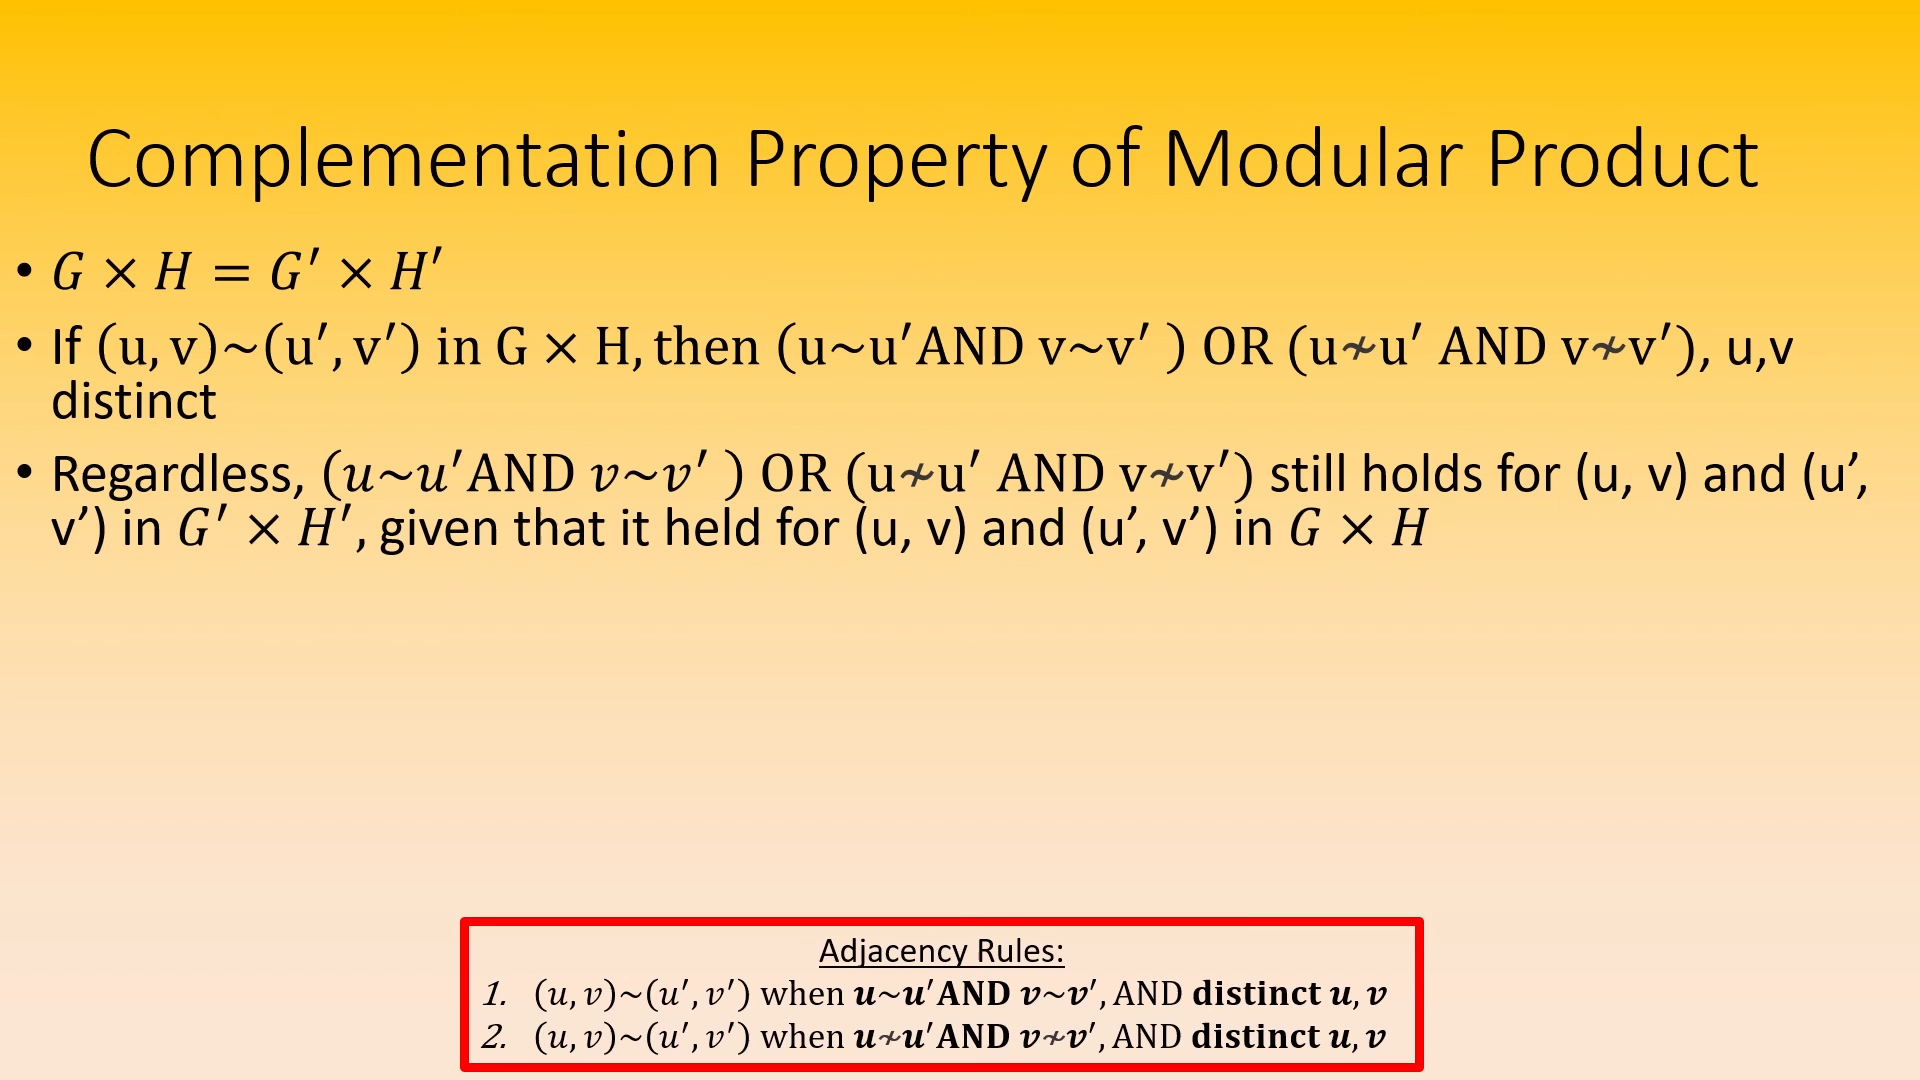 Complementation Property of Modular Product
• 𝐺 × 𝐻 = 𝐺′ × 𝐻′
• If (u, v)~(u′, v′) in G × H, then (u~u′AND v~v′ ) OR (u≁u′ AND v≁v′), u,v
distinct
• Regardless, (𝑢~𝑢′AND 𝑣~𝑣′ ) OR (u≁u′ AND v≁v′) still holds for (u, v) and (u’,
v’) in 𝐺′ × 𝐻′, given that it held for (u, v) and (u’, v’) in 𝐺 × 𝐻
Adjacency Rules:
1. (𝑢, 𝑣)~(𝑢′, 𝑣′) when 𝒖~𝒖′AND 𝒗~𝒗′, AND distinct 𝒖, 𝒗
2. (𝑢, 𝑣)~(𝑢′, 𝑣′) when 𝒖≁𝒖′AND 𝒗≁𝒗′, AND distinct 𝒖, 𝒗